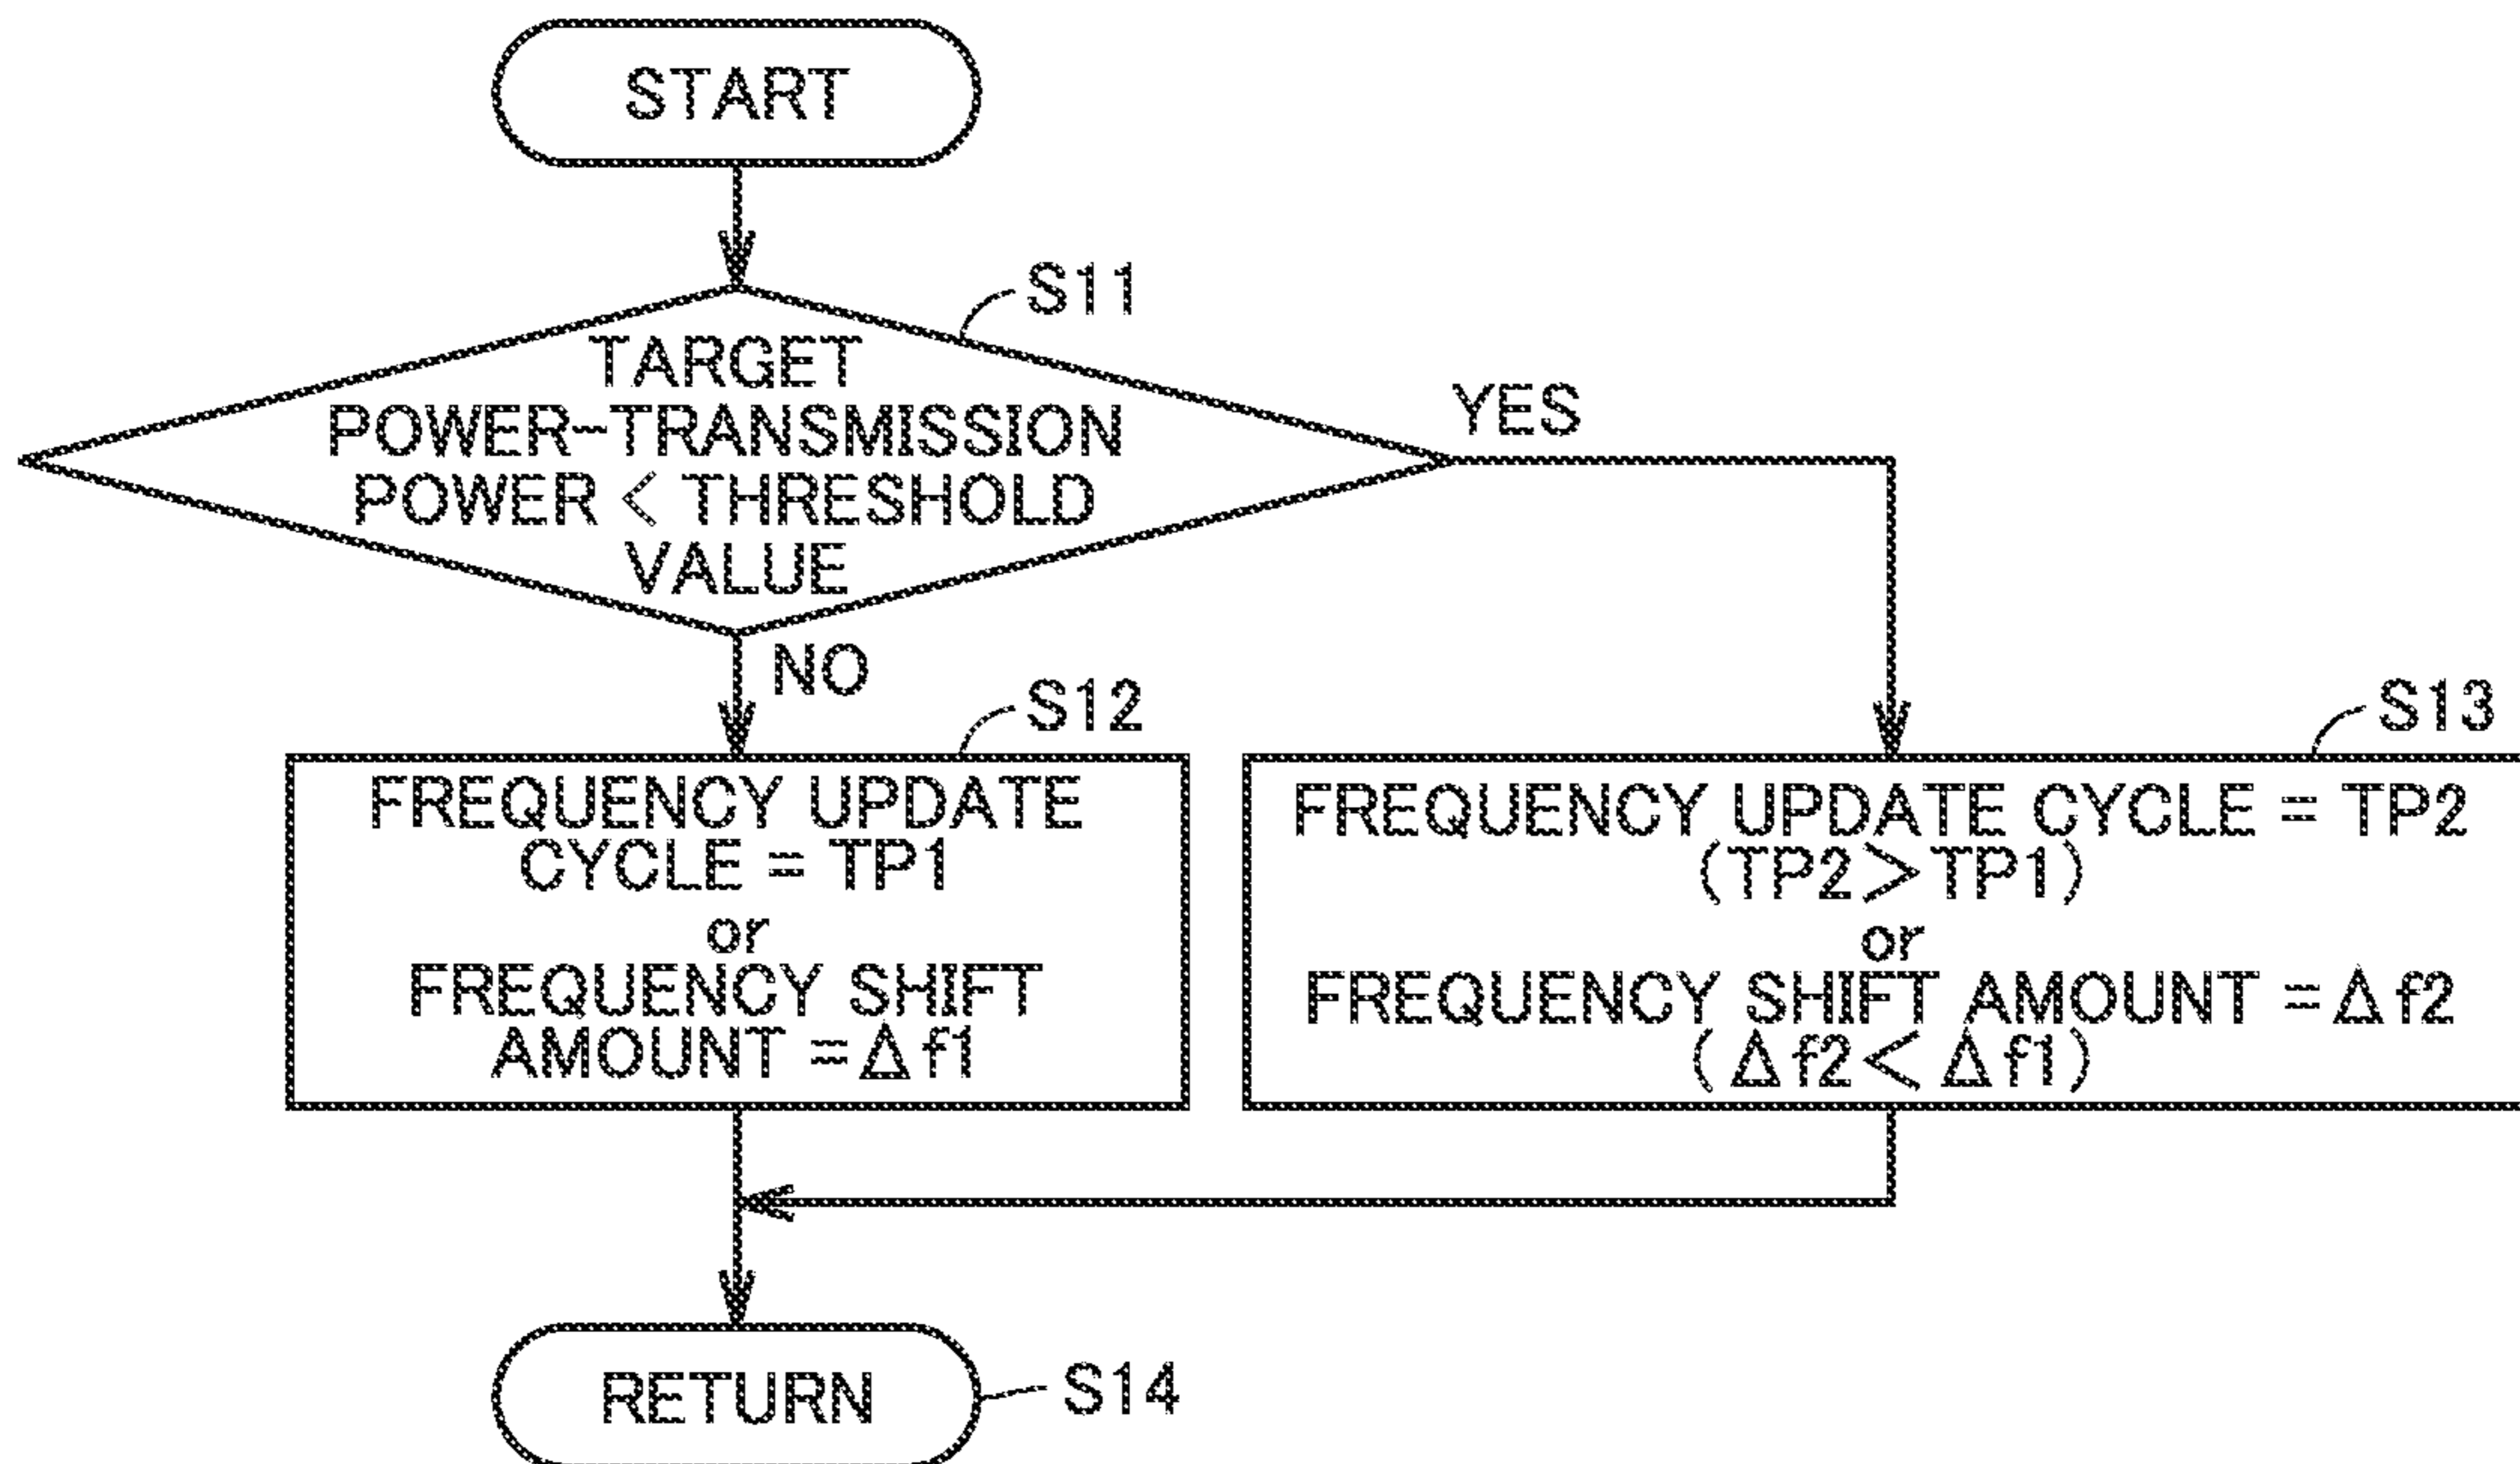 START
S11
TARGET
POWER-TRANSMISSION
POWER < THRESHOLD
VALUE
YES
NO
S12
FREQUENCY UPDATE
CYCLE = TP1
or
FREQUENCY SHIFT
AMOUNT = Δf1
S13
FREQUENCY UPDATE CYCLE = TP2
(TP2 > TP1)
or
FREQUENCY SHIFT AMOUNT = Δf2
(Δf2 < Δf1)
RETURN
S14